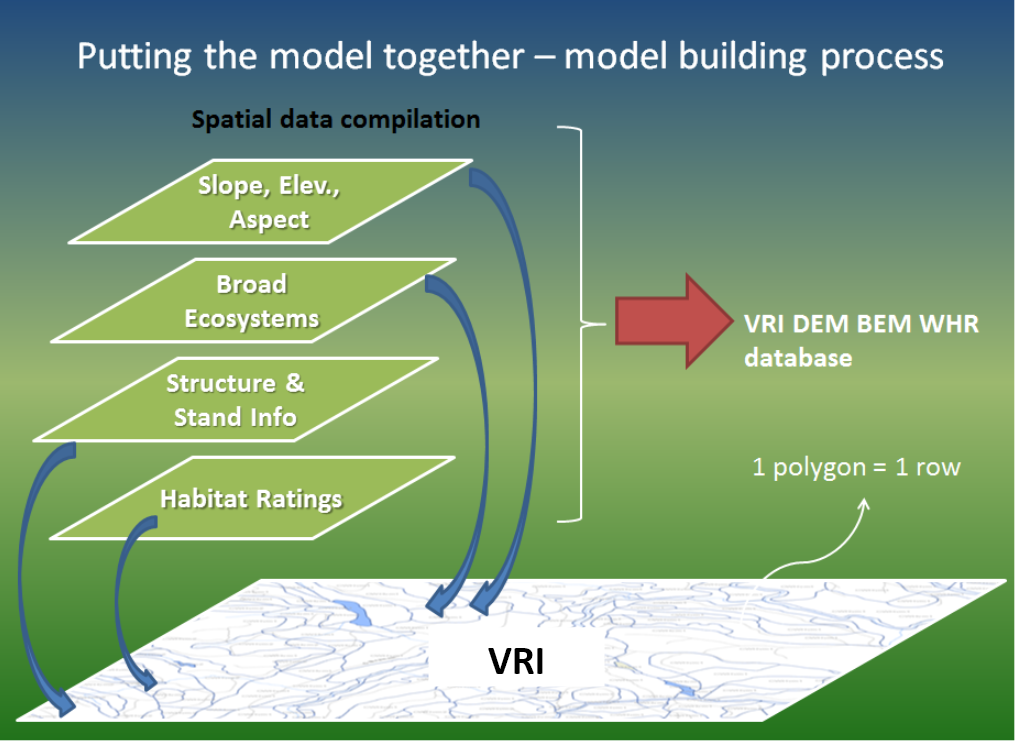 Putting the model together – model building process
Spatial data compilation
Slope, Elev.,
Aspect
Broad
Ecosystems
Structure &
Stand Info
Habitat Ratings
VRI DEM BEM WHR
database
1 polygon = 1 row
VRI